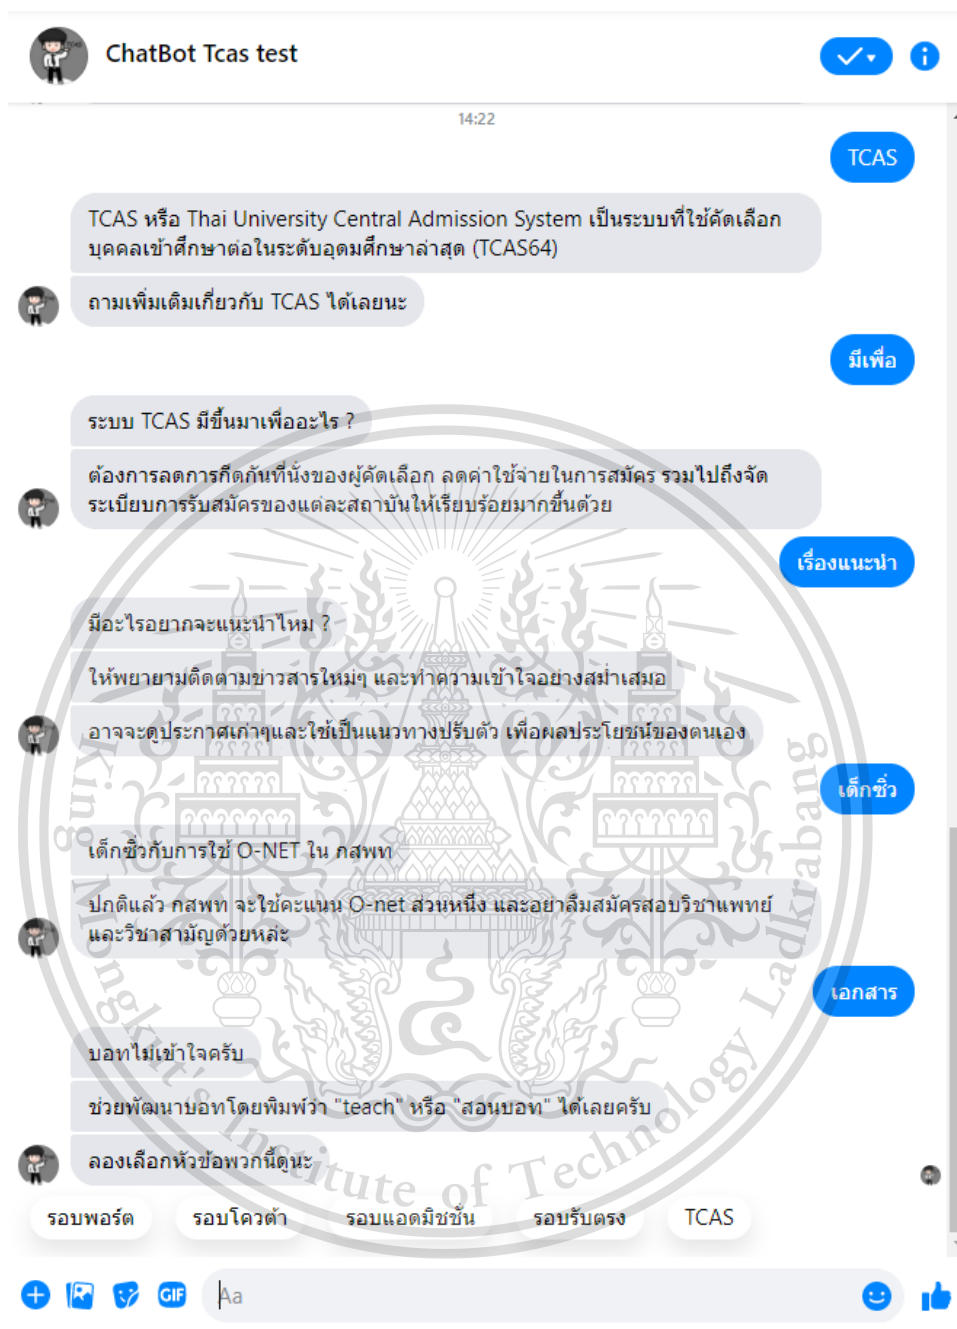 ChatBot Tcas test
14:22
TCAS
TCAS หรือ Thai University Central Admission System เป็นระบบที่ใช้คัดเลือก
บุคคลเข้าศึกษาต่อในระดับอุดมศึกษาล่าสุด (TCAS64)
ถามเพิ่มเติมเกี่ยวกับ TCAS ได้เลยนะ
มีเพื่อ
ระบบ TCAS มีขึ้นมาเพื่ออะไร ?
ต้องการลดการกีดกันที่นั่งของผู้คัดเลือก ลดค่าใช้จ่ายในการสมัคร รวมไปถึงจัด
ระเบียบการรับสมัครของแต่ละสถาบันให้เรียบร้อยมากขึ้นด้วย
เรื่องแนะนำ
มีอะไรอยากจะแนะนำไหม ?
ให้พยายามติดตามข่าวสารใหม่ๆ และทำความเข้าใจอย่างสม่ำเสมอ
อาจจะดูประกาศเก่าๆและใช้เป็นแนวทางปรับตัว เพื่อผลประโยชน์ของตนเอง
เด็กซิ่ว
เด็กซิ่วกับการใช้ O-NET ใน กสพท
ปกติแล้ว กสพท จะใช้คะแนน O-net ส่วนหนึ่ง และอย่าลืมสมัครสอบวิชาแพทย์
และวิชาสามัญด้วยหล่ะ
เอกสาร
บอทไม่เข้าใจครับ
ช่วยพัฒนาบอทโดยพิมพ์ว่า "teach" หรือ "สอนบอท" ได้เลยครับ
ลองเลือกหัวข้อพวกนี้ดูนะ
รอบพอร์ต รอบโควต้า รอบแอดมิชชั่น รอบรับตรง TCAS
GIF Aa
King Mongkut's Institute of Technology Ladkrabang